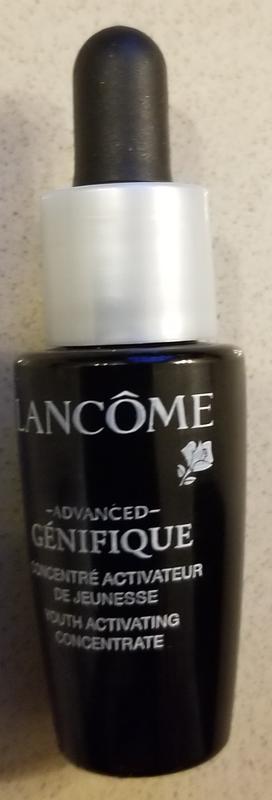 LANCÔME
-ADVANCED-
GÉNIFIQUE
CONCENTRÉ ACTIVATEUR
DE JEUNESSE
YOUTH ACTIVATING
CONCENTRATE